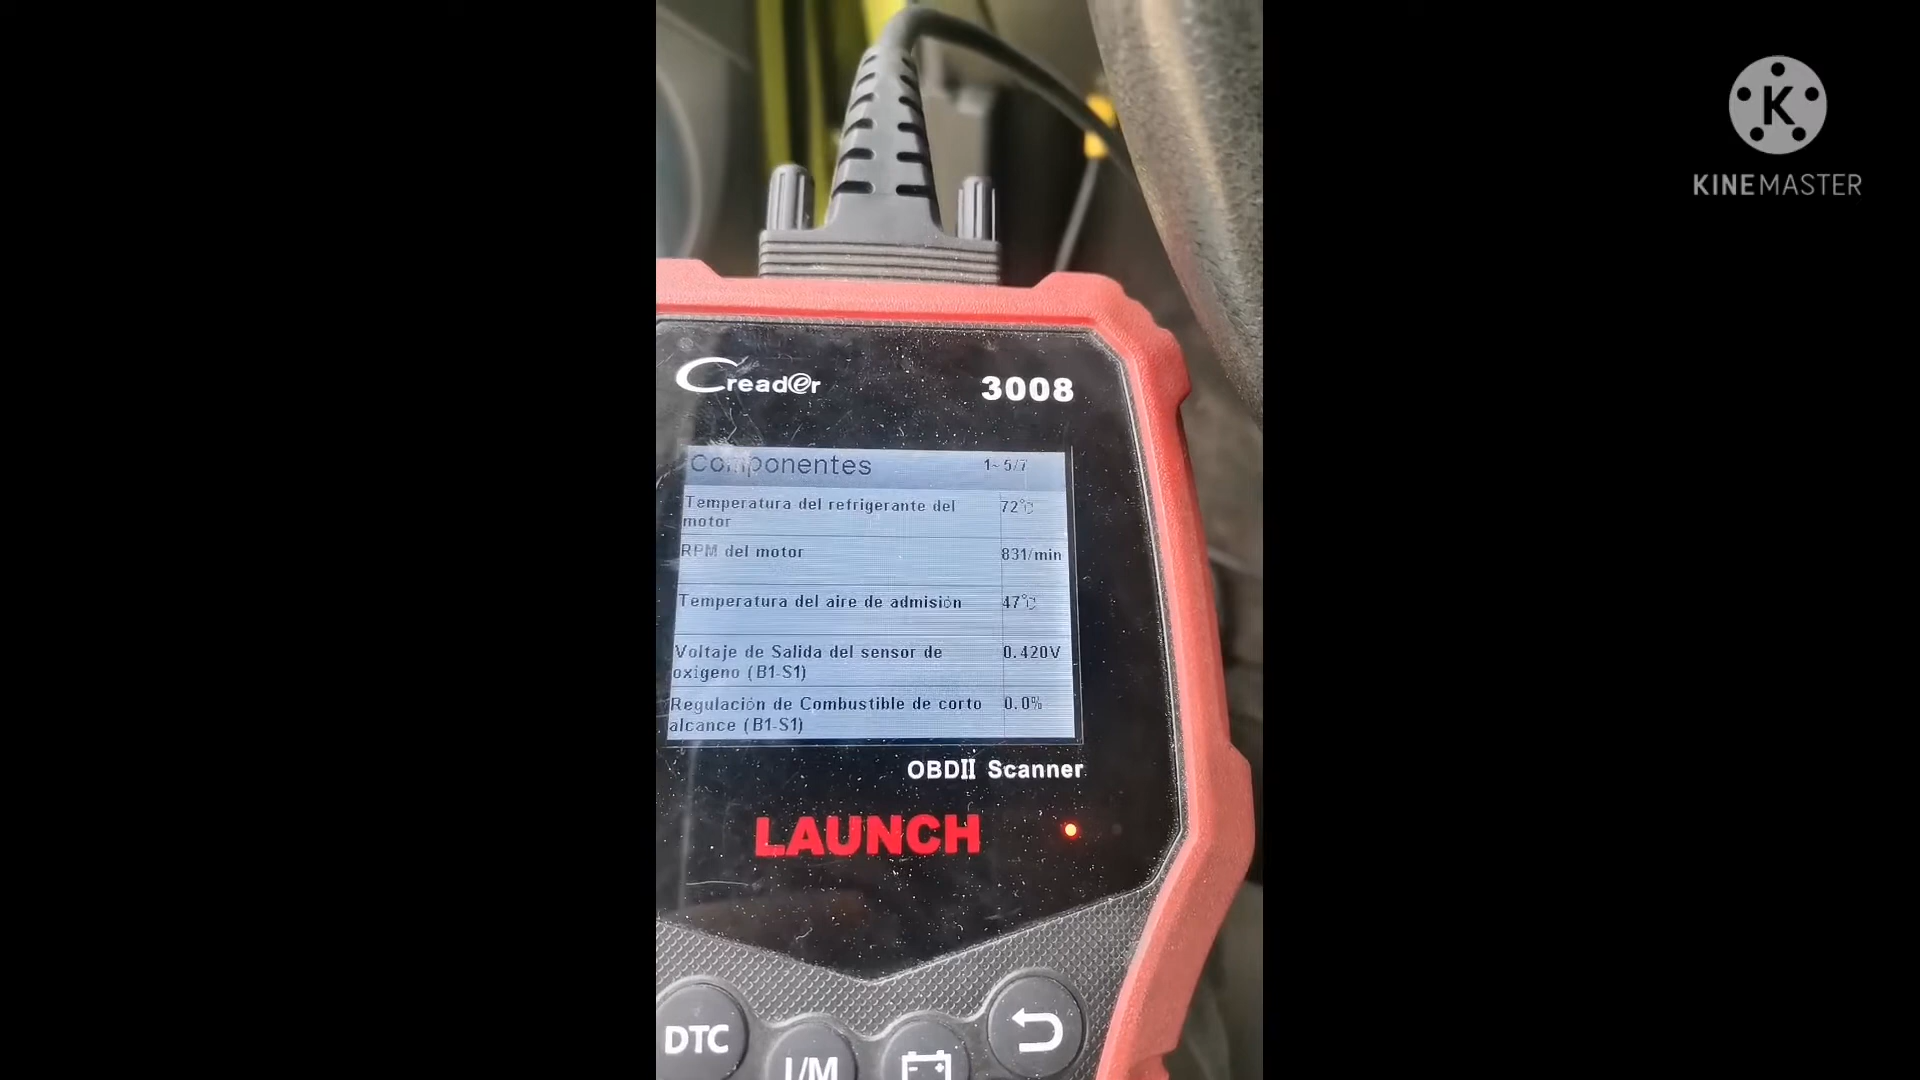 KINEMASTER
Creader 3008
Componentes 1~5/7
Temperatura del refrigerante del
motor 72℃
RPM del motor 831/min
Temperatura del aire de admisión 47℃
Voltaje de Salida del sensor de
oxígeno (B1-S1) 0.420V
Regulación de Combustible de corto
alcance (B1-S1) 0.0%
OBDII Scanner
LAUNCH
DTC
I/M